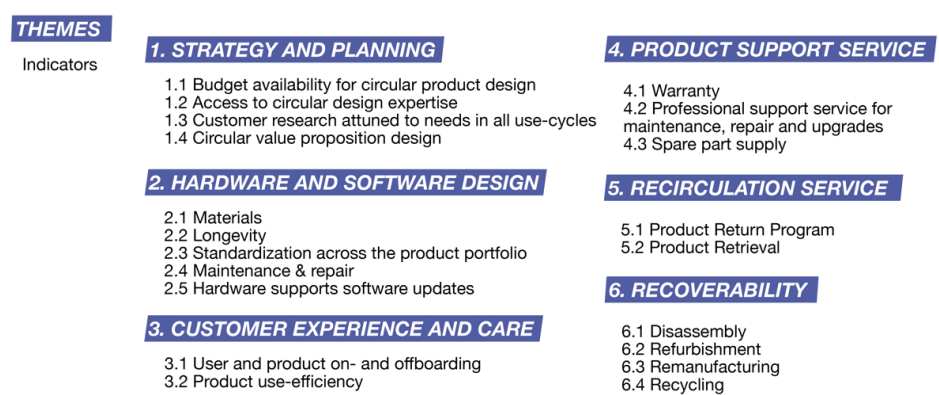 THEMES
Indicators
1. STRATEGY AND PLANNING
1.1 Budget availability for circular product design
1.2 Access to circular design expertise
1.3 Customer research attuned to needs in all use-cycles
1.4 Circular value proposition design
2. HARDWARE AND SOFTWARE DESIGN
2.1 Materials
2.2 Longevity
2.3 Standardization across the product portfolio
2.4 Maintenance & repair
2.5 Hardware supports software updates
3. CUSTOMER EXPERIENCE AND CARE
3.1 User and product on- and offboarding
3.2 Product use-efficiency
4. PRODUCT SUPPORT SERVICE
4.1 Warranty
4.2 Professional support service for
maintenance, repair and upgrades
4.3 Spare part supply
5. RECIRCULATION SERVICE
5.1 Product Return Program
5.2 Product Retrieval
6. RECOVERABILITY
6.1 Disassembly
6.2 Refurbishment
6.3 Remanufacturing
6.4 Recycling